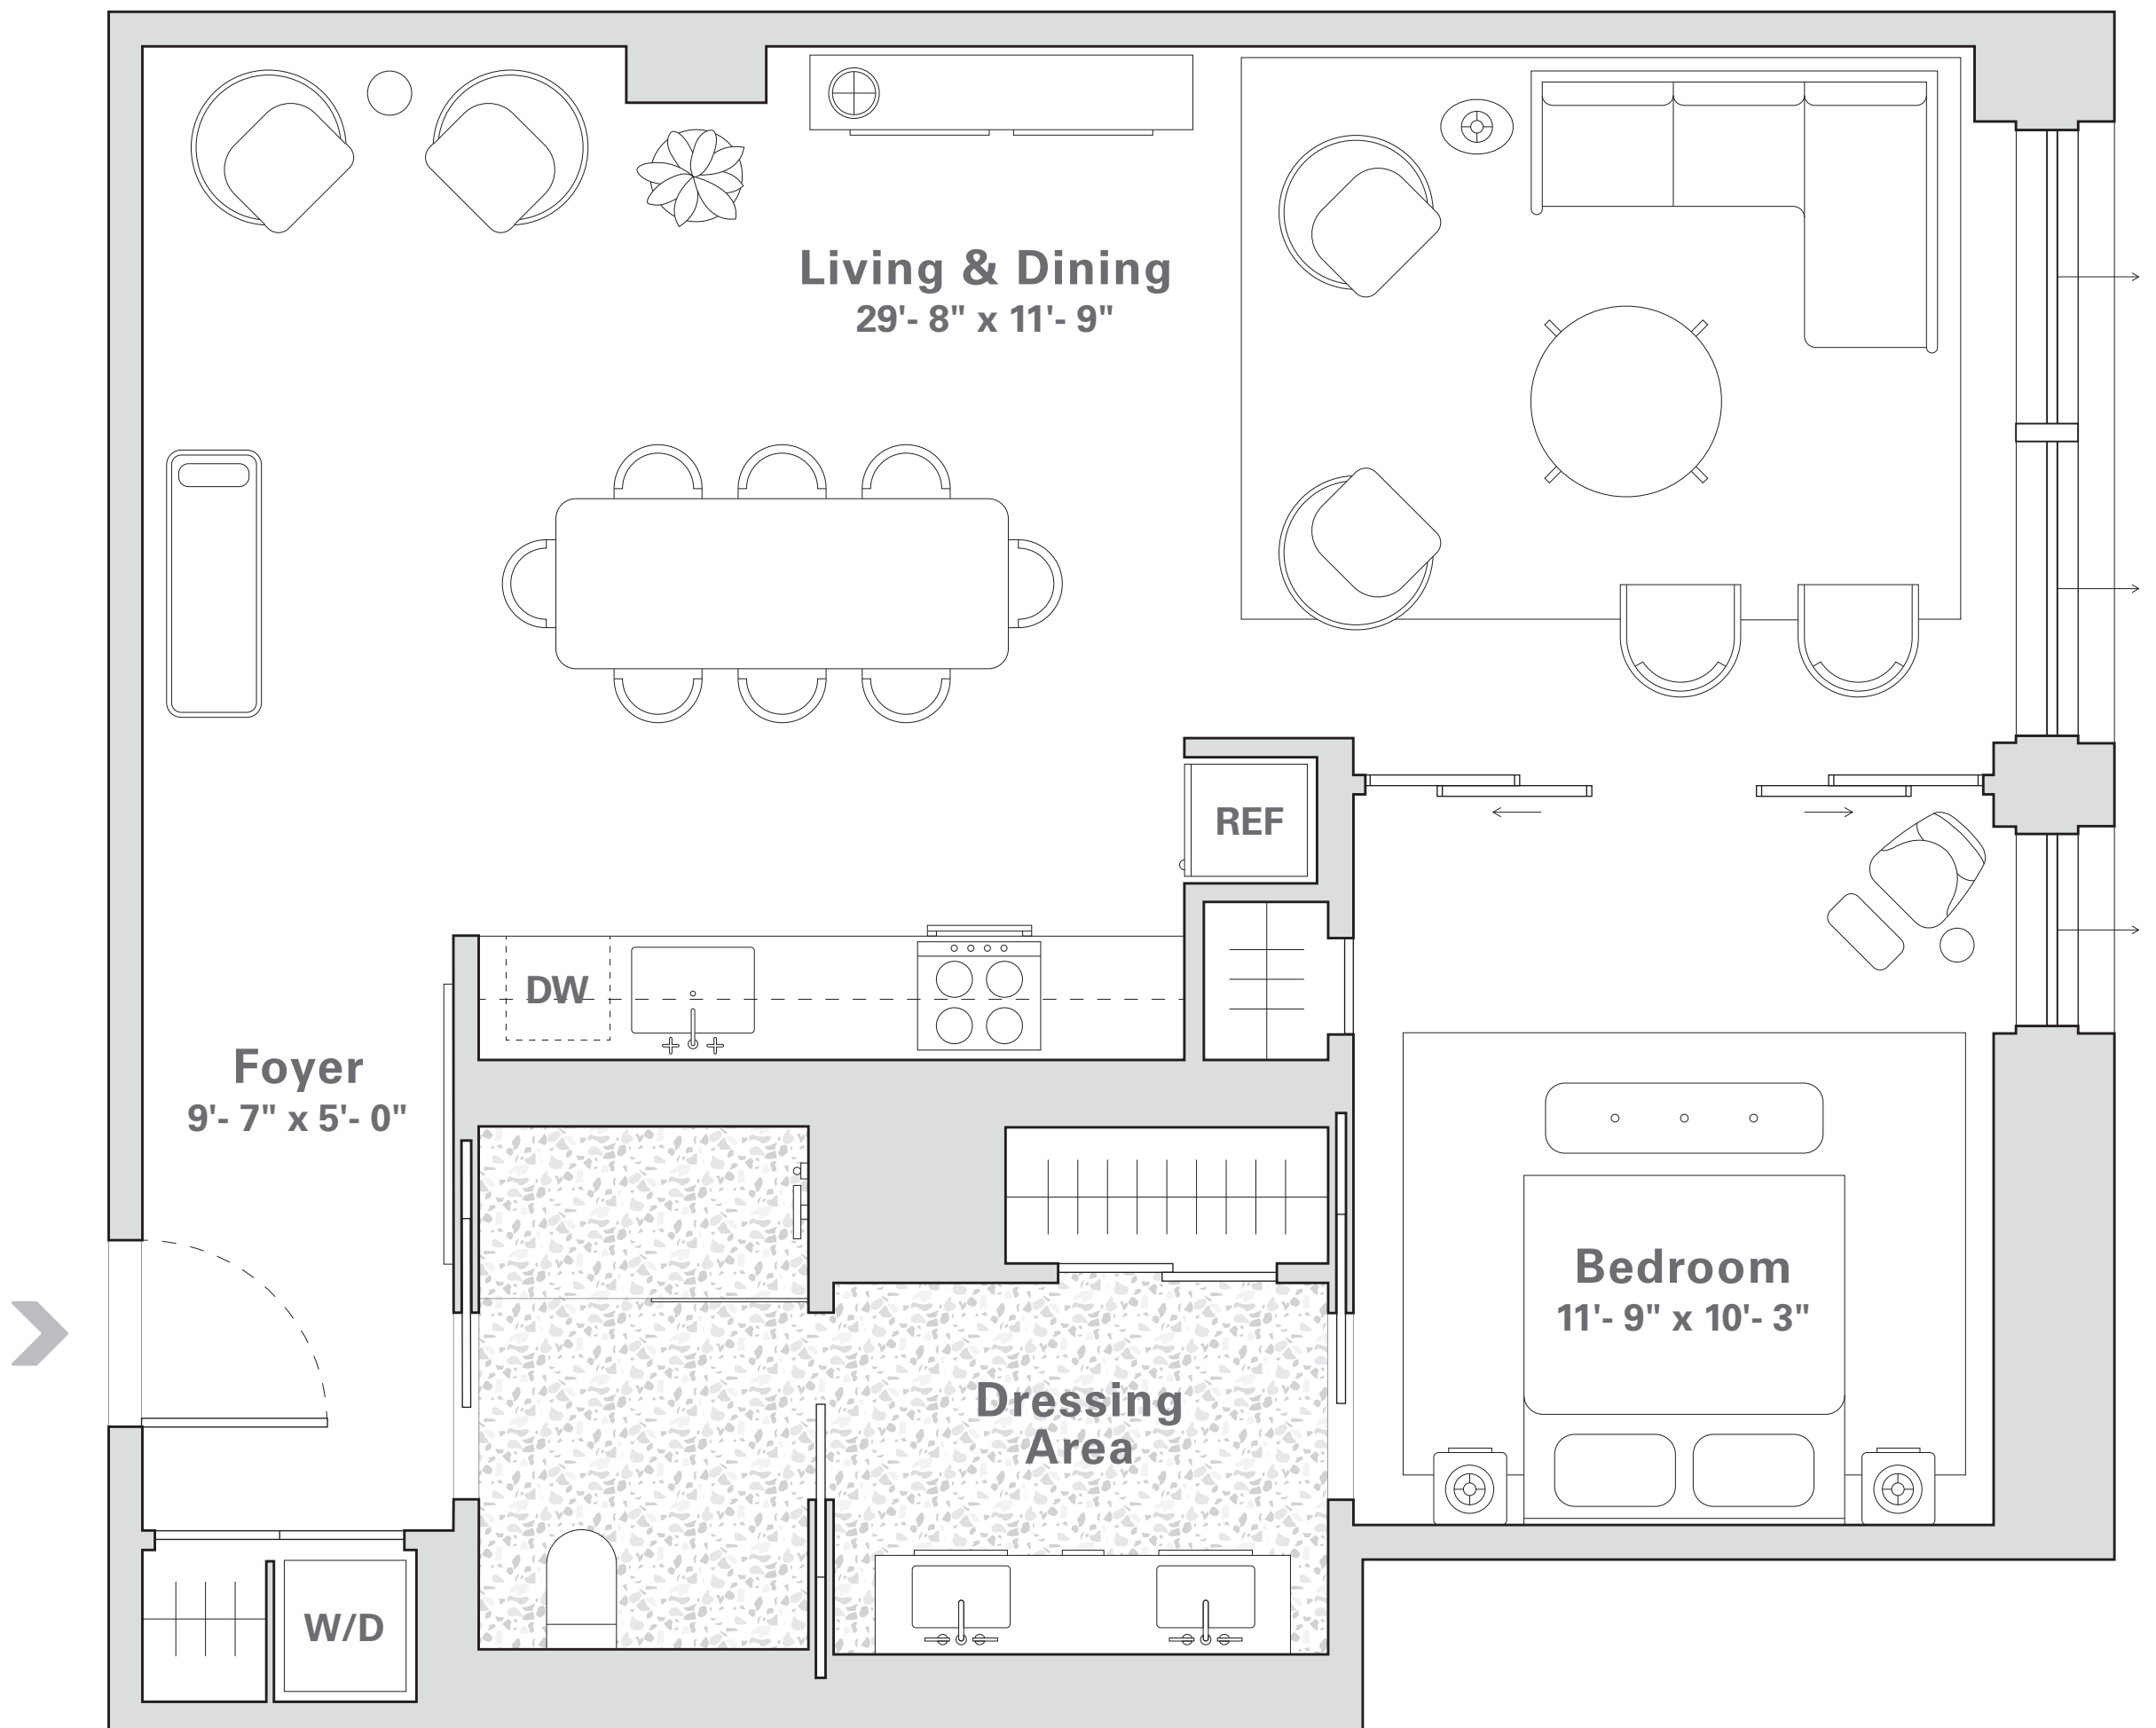 Living & Dining
29'- 8" x 11'- 9"
REF
DW
Foyer
9'- 7" x 5'- 0"
Bedroom
11'- 9" x 10'- 3"
Dressing
Area
W/D